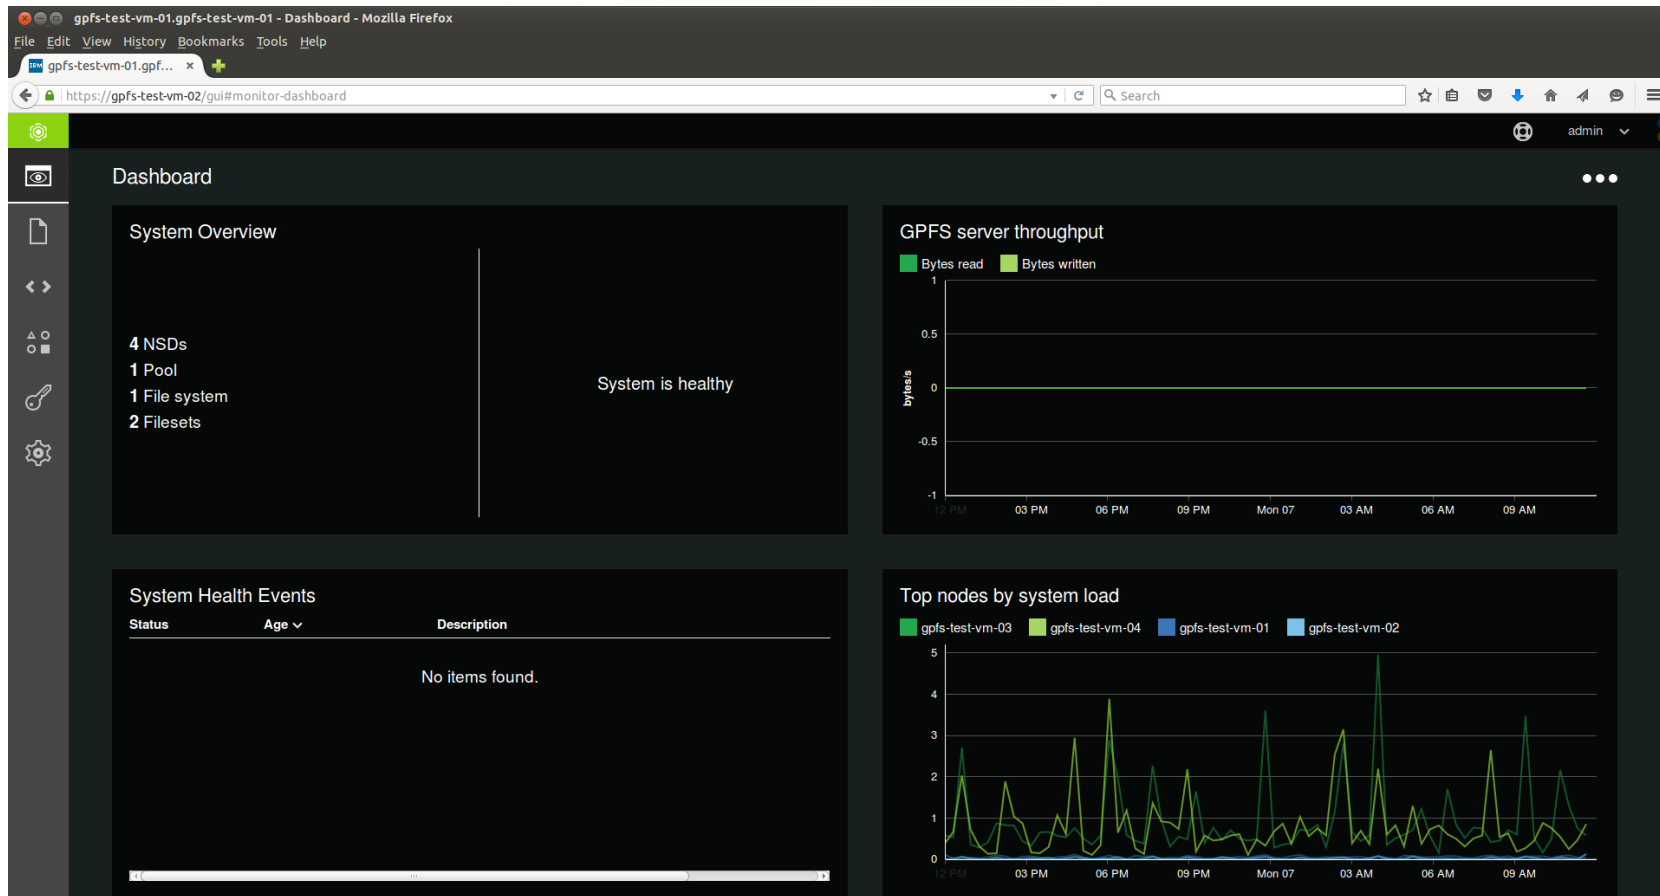 gpfs-test-vm-01.gpfs-test-vm-01 - Dashboard - Mozilla Firefox
File Edit View History Bookmarks Tools Help
IBM gpfs-test-vm-01.gpf... ×
https://gpfs-test-vm-02/gui#monitor-dashboard
Search
admin
Dashboard
System Overview
4 NSDs
1 Pool
1 File system
2 Filesets
System is healthy
GPFS server throughput
Bytes read Bytes written
1
0.5
0
-0.5
-1
bytes/s
12 PM 03 PM 06 PM 09 PM Mon 07 03 AM 06 AM 09 AM
System Health Events
Status Age Description
No items found.
Top nodes by system load
gpfs-test-vm-03 gpfs-test-vm-04 gpfs-test-vm-01 gpfs-test-vm-02
5
4
3
2
1
0
12 PM 03 PM 06 PM 09 PM Mon 07 03 AM 06 AM 09 AM